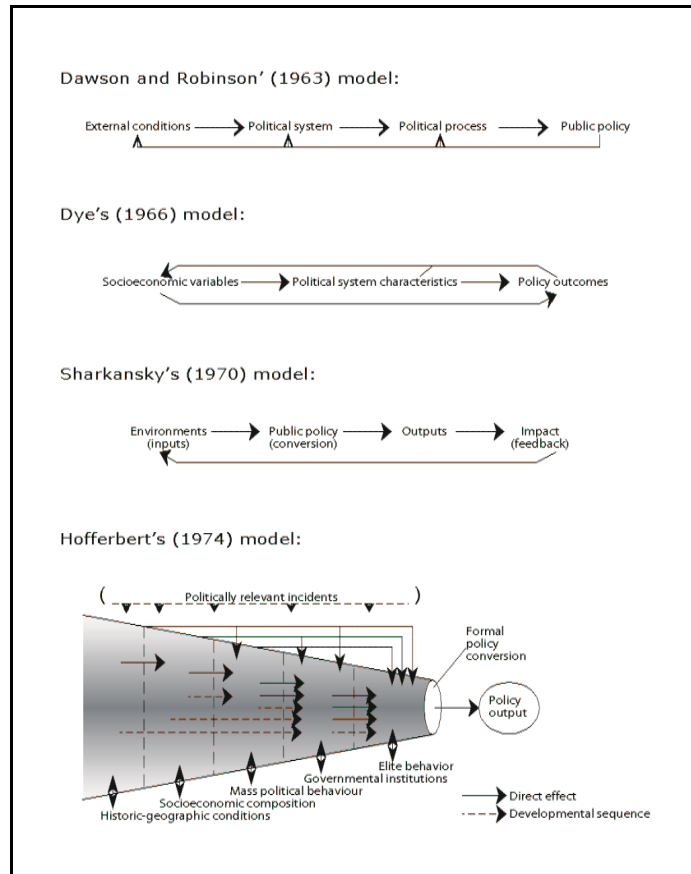 Dawson and Robinson' (1963) model:
External conditions Political system Political process Public policy
Dye's (1966) model:
Socioeconomic variables Political system characteristics Policy outcomes
Sharkansky's (1970) model:
Environments Public policy Outputs Impact
(inputs) (conversion) (feedback)
Hofferbert's (1974) model:
( Politically relevant incidents )
Formal
policy
conversion
Policy
output
Elite behavior
Governmental institutions
Mass political behaviour
Socioeconomic composition
Historic-geographic conditions
Direct effect
Developmental sequence